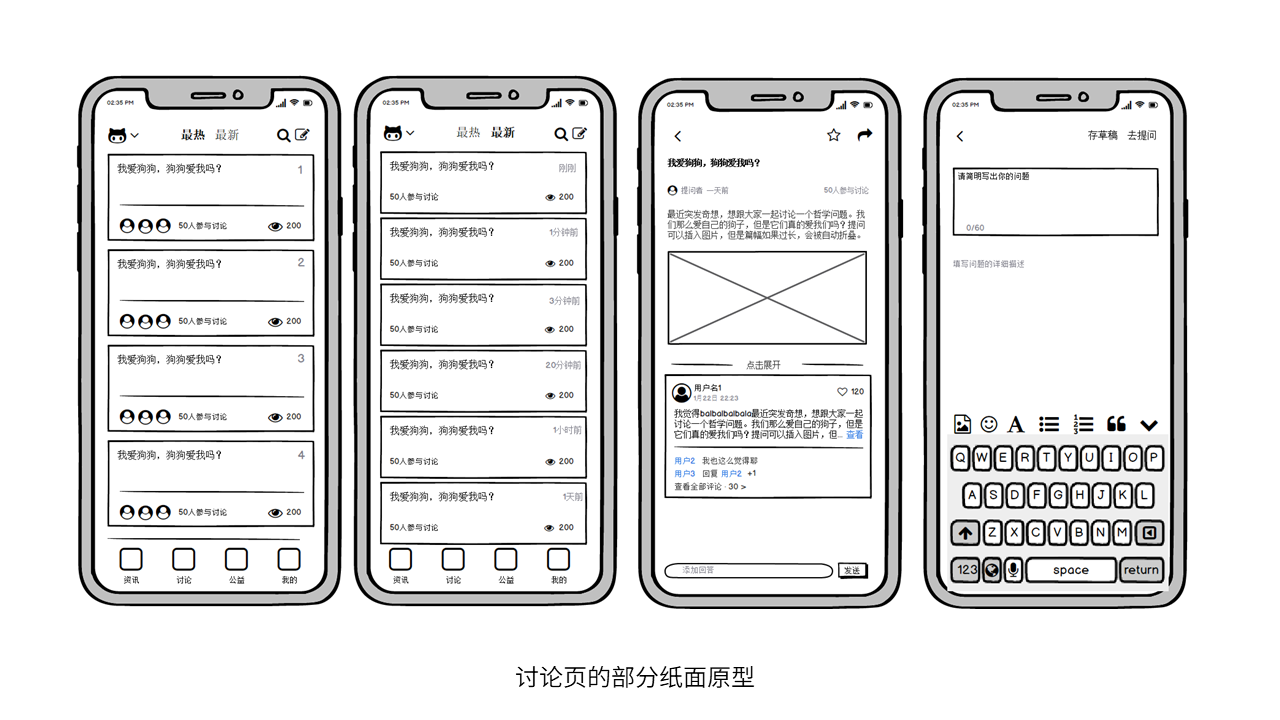 02:35 PM
最热 最新
我爱狗狗，狗狗爱我吗？ 1
50人参与讨论 200
我爱狗狗，狗狗爱我吗？ 2
50人参与讨论 200
我爱狗狗，狗狗爱我吗？ 3
50人参与讨论 200
我爱狗狗，狗狗爱我吗？ 4
50人参与讨论 200
资讯 讨论 公益 我的
02:35 PM
最热 最新
我爱狗狗，狗狗爱我吗？ 刚刚
50人参与讨论 200
我爱狗狗，狗狗爱我吗？ 1分钟前
50人参与讨论 200
我爱狗狗，狗狗爱我吗？ 3分钟前
50人参与讨论 200
我爱狗狗，狗狗爱我吗？ 20分钟前
50人参与讨论 200
我爱狗狗，狗狗爱我吗？ 1小时前
50人参与讨论 200
我爱狗狗，狗狗爱我吗？ 1天前
50人参与讨论 200
资讯 讨论 公益 我的
02:35 PM
我爱狗狗，狗狗爱我吗？
提问者 一天前 50人参与讨论
最近突发奇想，想跟大家一起讨论一个哲学问题。我
们那么爱自己的狗子，但是它们真的爱我们吗？提问
可以插入图片，但是篇幅如果过长，会被自动折叠。
点击展开
用户名1
1月22日 22:23
120
我觉得balbalbalbala最近突发奇想，想跟大家一起
讨论一个哲学问题。我们那么爱自己的狗子，但是
它们真的爱我们吗？提问可以插入图片，但... 查看
用户2 我也这么觉得耶
用户3 回复 用户2 +1
查看全部评论 · 30 >
添加回答 发送
02:35 PM
存草稿 去提问
请简明写出你的问题
0/60
填写问题的详细描述
A 1 2 3
Q W E R T Y U I O P
A S D F G H J K L
Z X C V B N M
123 space return
讨论页的部分纸面原型